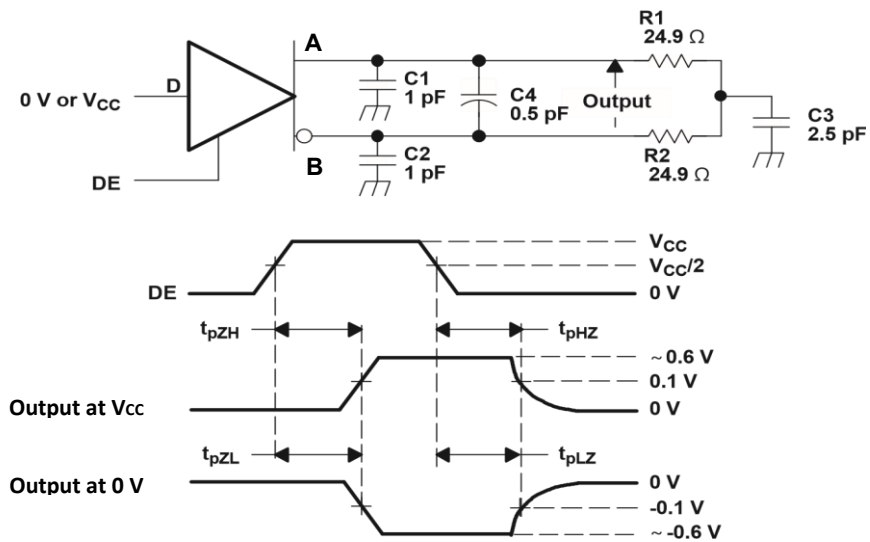 A
R1
24.9 Ω
D
0 V or VCC
C1
1 pF
C4
0.5 pF
Output
C3
2.5 pF
C2
1 pF
B
R2
24.9 Ω
DE
VCC
VCC/2
DE
0 V
tpZH
tpHZ
~ 0.6 V
0.1 V
Output at VCC
0 V
tpZL
tpLZ
Output at 0 V
0 V
-0.1 V
~ -0.6 V